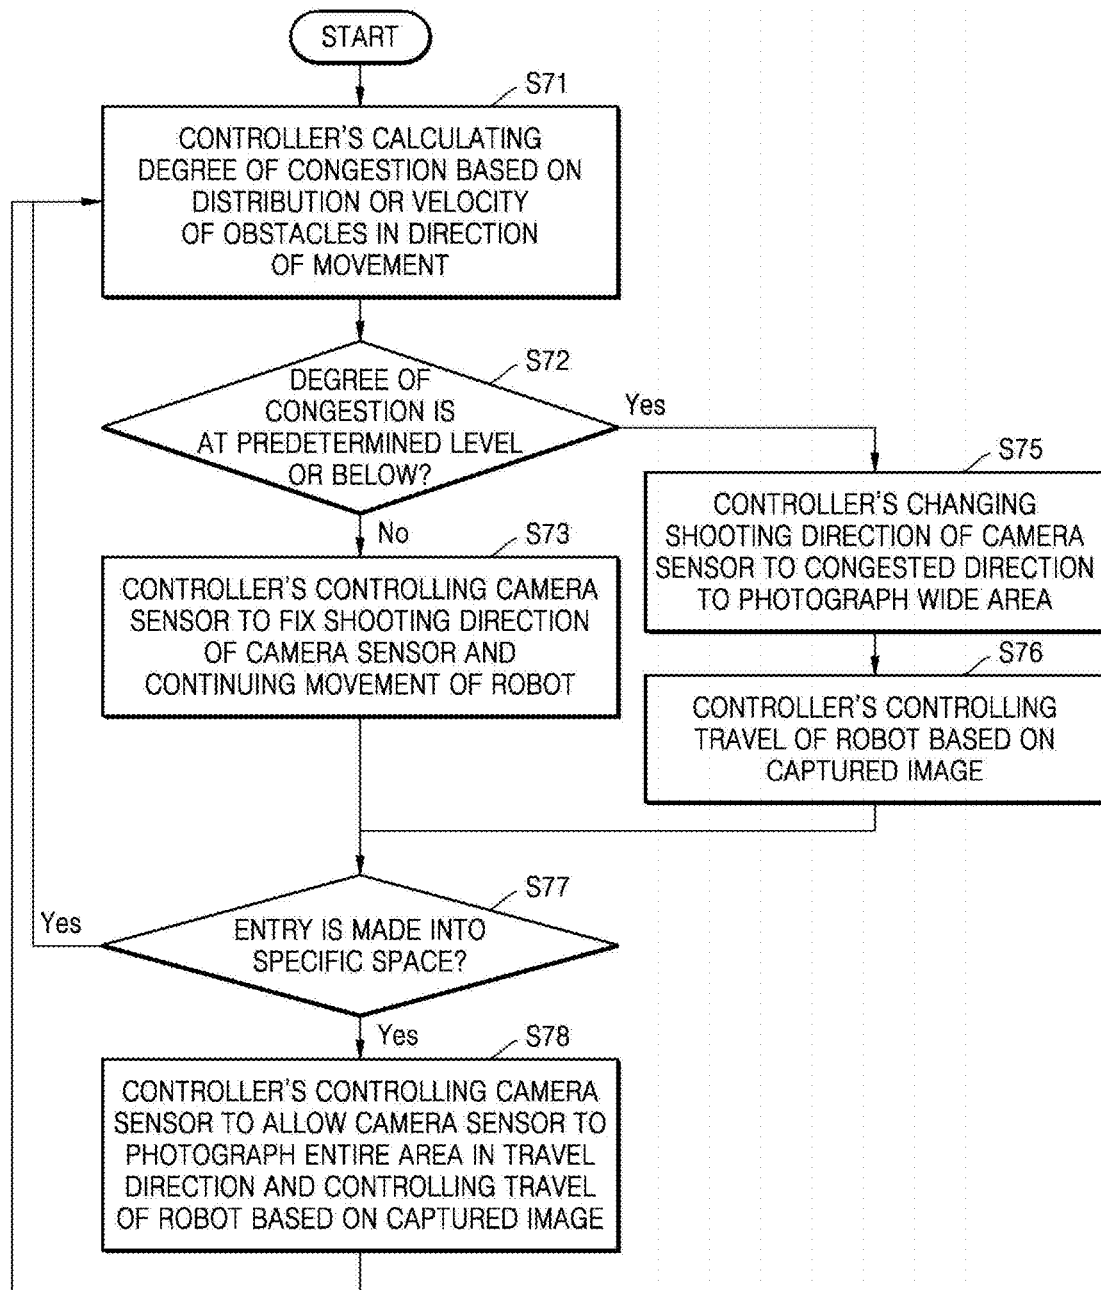 START
S71
CONTROLLER'S CALCULATING
DEGREE OF CONGESTION BASED ON
DISTRIBUTION OR VELOCITY
OF OBSTACLES IN DIRECTION
OF MOVEMENT
S72
DEGREE OF
CONGESTION IS
AT PREDETERMINED LEVEL
OR BELOW?
Yes
No
S73
CONTROLLER'S CONTROLLING CAMERA
SENSOR TO FIX SHOOTING DIRECTION
OF CAMERA SENSOR AND
CONTINUING MOVEMENT OF ROBOT
S75
CONTROLLER'S CHANGING
SHOOTING DIRECTION OF CAMERA
SENSOR TO CONGESTED DIRECTION
TO PHOTOGRAPH WIDE AREA
S76
CONTROLLER'S CONTROLLING
TRAVEL OF ROBOT BASED ON
CAPTURED IMAGE
S77
Yes
ENTRY IS MADE INTO
SPECIFIC SPACE?
Yes
S78
CONTROLLER'S CONTROLLING CAMERA
SENSOR TO ALLOW CAMERA SENSOR TO
PHOTOGRAPH ENTIRE AREA IN TRAVEL
DIRECTION AND CONTROLLING TRAVEL
OF ROBOT BASED ON CAPTURED IMAGE